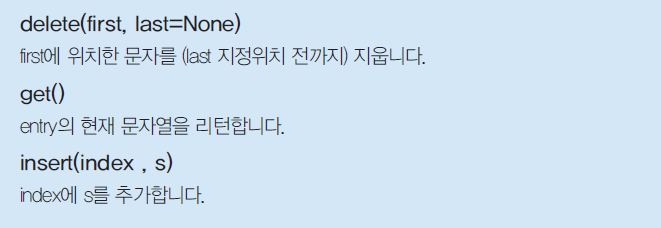 delete(first, last=None)
first에 위치한 문자를 (last 지정위치 전까지) 지웁니다.
get()
entry의 현재 문자열을 리턴합니다.
insert(index , s)
index에 s를 추가합니다.